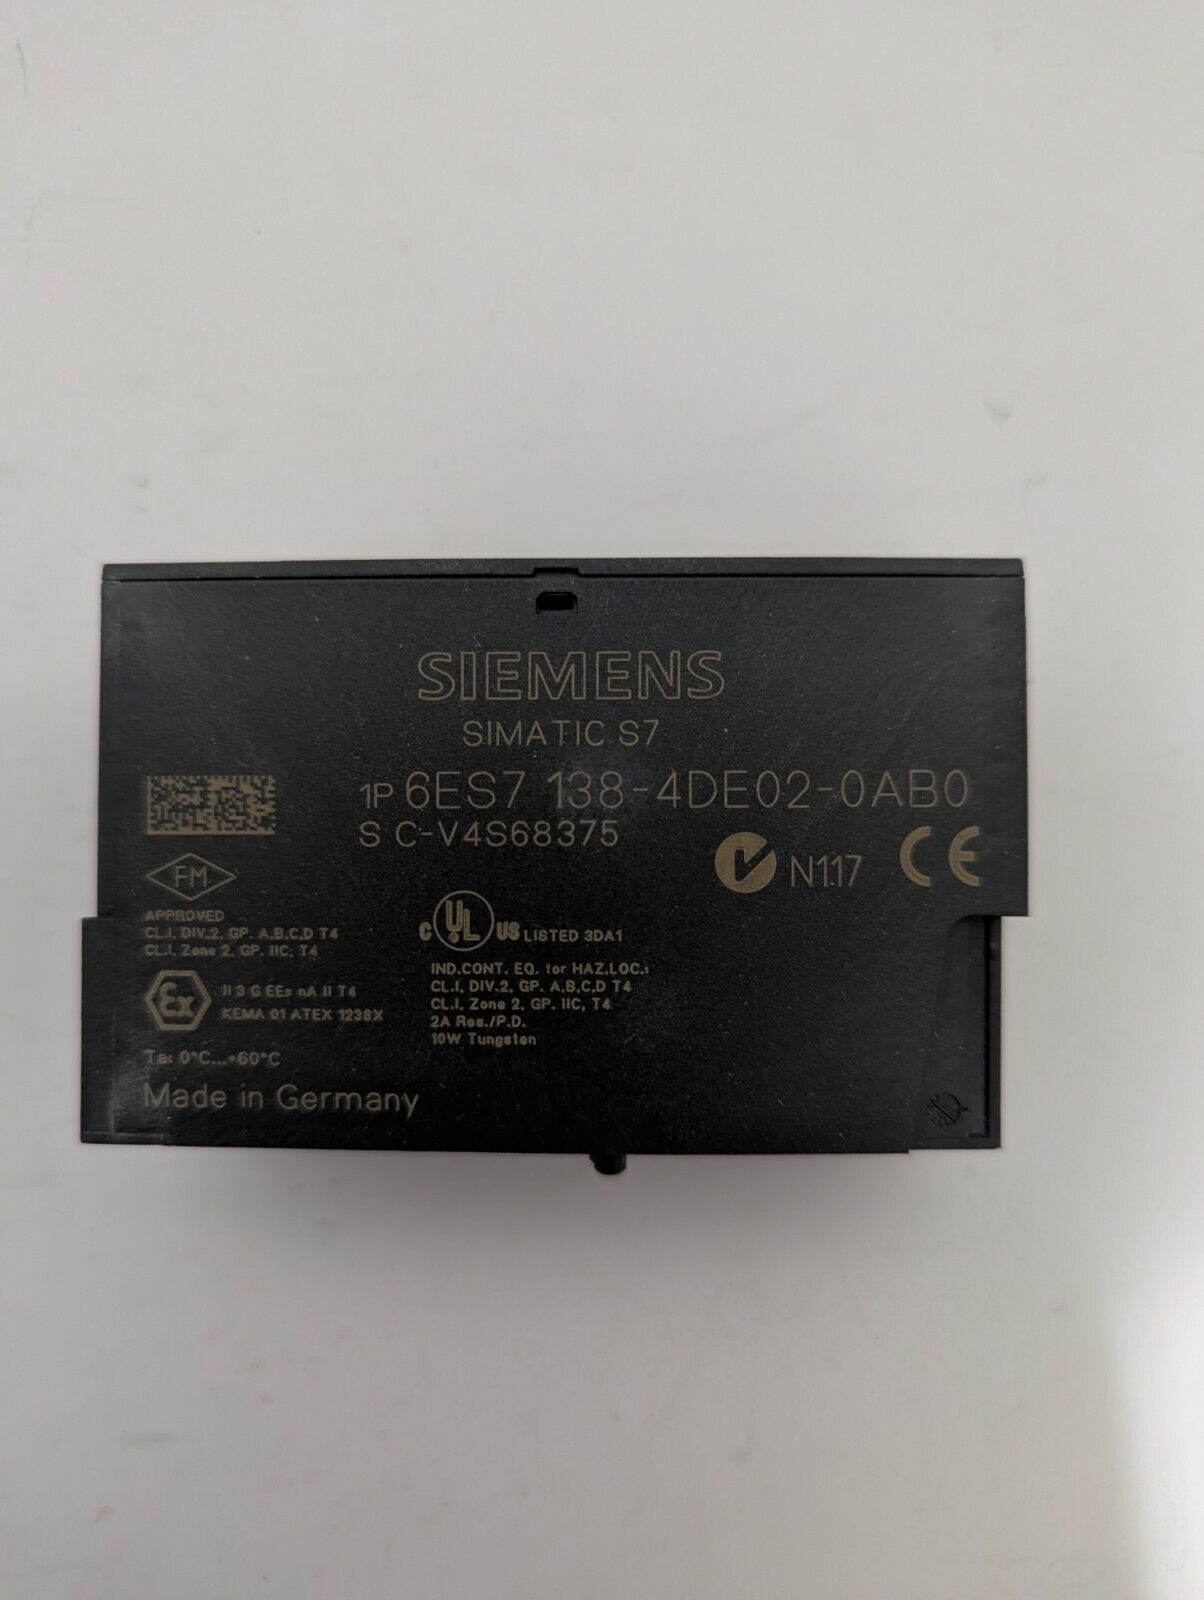 SIEMENS
SIMATIC S7
1P 6ES7 138-4DE02-0AB0
S C-V4S68375
N117
CE
FM
APPROVED
CL.I, DIV.2, GP. A,B,C,D T4
CL.I, Zone 2, GP. IIC, T4
Ex
II 3 G EEx nA II T4
KEMA 01 ATEX 1238X
Ta: 0°C...+60°C
Made in Germany
C UL US LISTED 3DA1
IND.CONT. EQ. for HAZ.LOC.:
CL.I, DIV.2, GP. A,B,C,D T4
CL.I, Zone 2, GP. IIC, T4
2A Res./P.D.
10W Tungsten